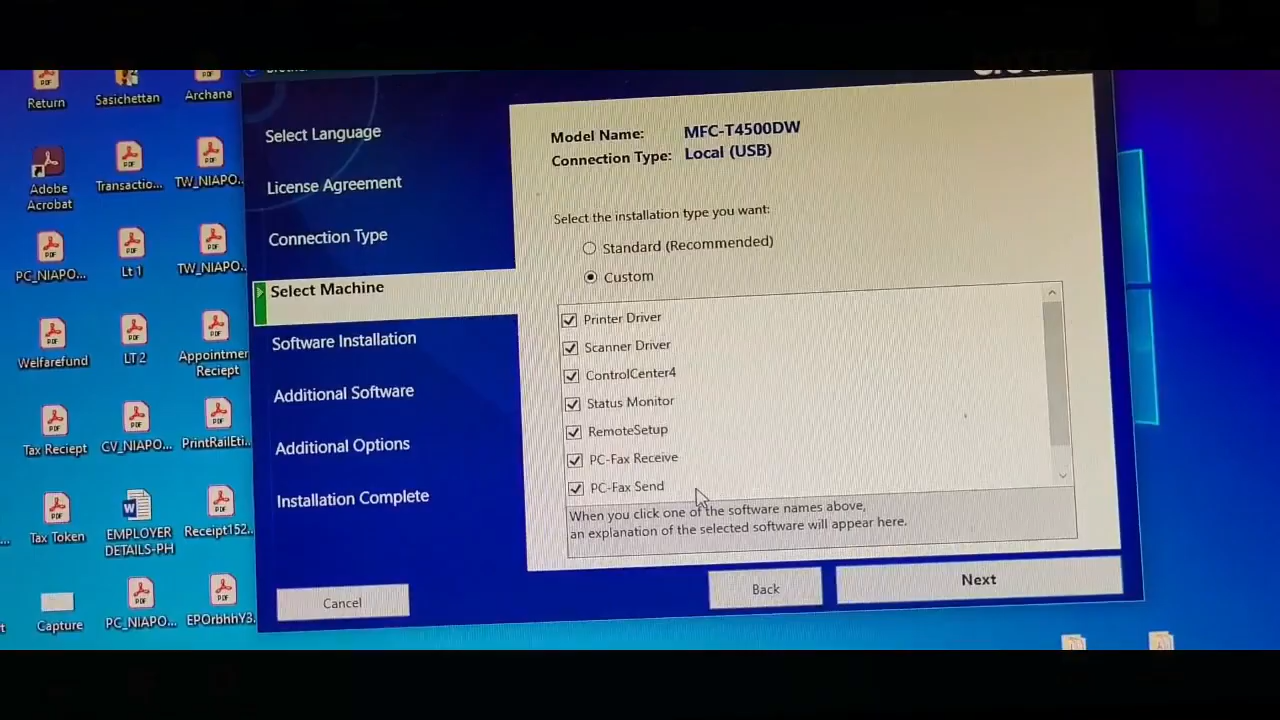 Return
Sasichettan
Archana
Adobe
Acrobat
Transactio...
TW_NIAPO...
PC_NIAPO...
Lt 1
TW_NIAPO...
Welfarefund
LT 2
Appointmen
Reciept
Tax Reciept
CV_NIAPO...
PrintRailEti...
Tax Token
EMPLOYER
DETAILS-PH
Receipt152...
Capture
PC_NIAPO...
EPOrbhhY3...
Select Language
License Agreement
Connection Type
Select Machine
Software Installation
Additional Software
Additional Options
Installation Complete
Cancel
Model Name: MFC-T4500DW
Connection Type: Local (USB)
Select the installation type you want:
Standard (Recommended)
Custom
Printer Driver
Scanner Driver
ControlCenter4
Status Monitor
RemoteSetup
PC-Fax Receive
PC-Fax Send
When you click one of the software names above,
an explanation of the selected software will appear here.
Back
Next